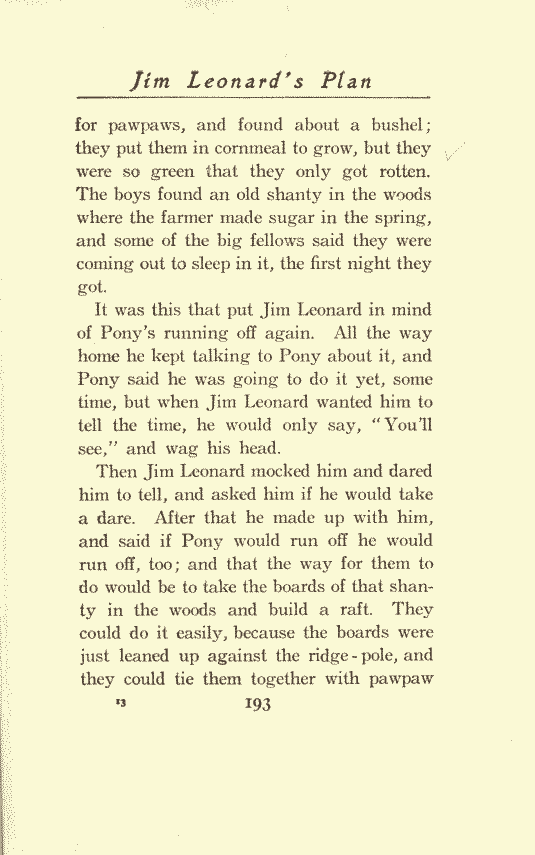 Jim Leonard's Plan
for pawpaws, and found about a bushel;
they put them in cornmeal to grow, but they
were so green that they only got rotten.
The boys found an old shanty in the woods
where the farmer made sugar in the spring,
and some of the big fellows said they were
coming out to sleep in it, the first night they
got.
It was this that put Jim Leonard in mind
of Pony's running off again. All the way
home he kept talking to Pony about it, and
Pony said he was going to do it yet, some
time, but when Jim Leonard wanted him to
tell the time, he would only say, "You'll
see," and wag his head.
Then Jim Leonard mocked him and dared
him to tell, and asked him if he would take
a dare. After that he made up with him,
and said if Pony would run off he would
run off, too; and that the way for them to
do would be to take the boards of that shan-
ty in the woods and build a raft. They
could do it easily, because the boards were
just leaned up against the ridge-pole, and
they could tie them together with pawpaw
13 193